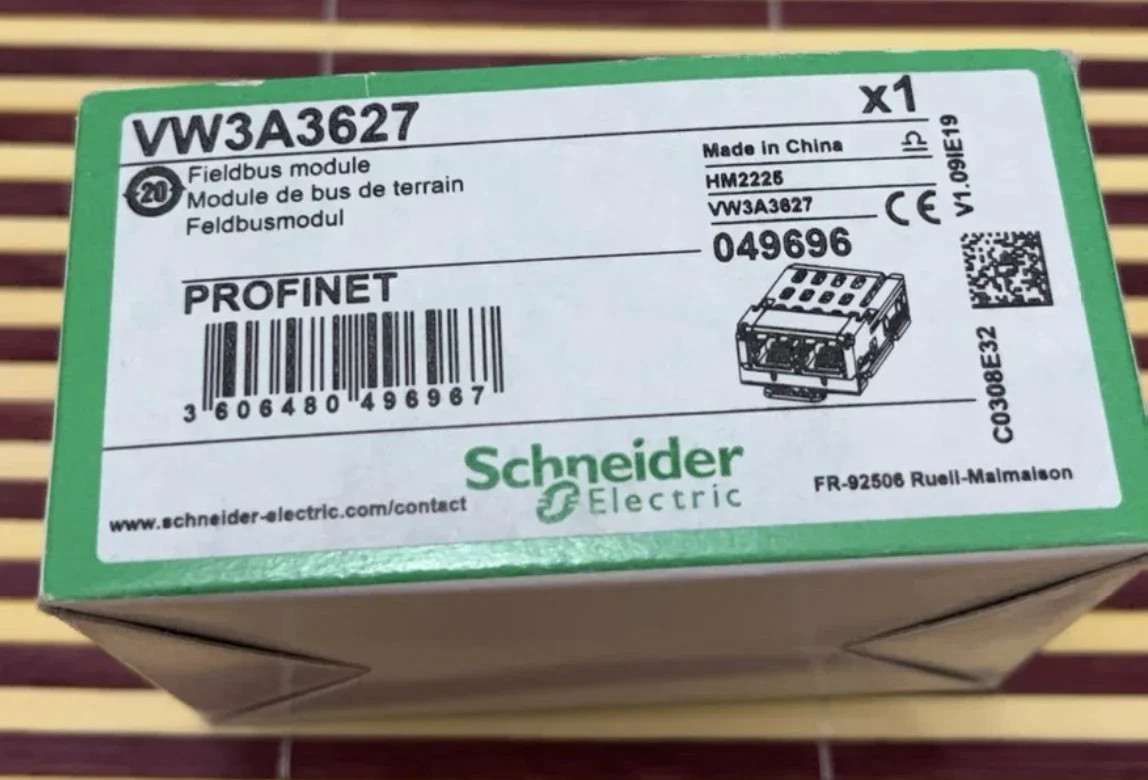 VW3A3627
x1
20
Fieldbus module
Module de bus de terrain
Feldbusmodul
Made in China
HM2225
VW3A3627
CE
V1.09IE19
049696
PROFINET
3 606480 496967
C0308E32
Schneider
Electric
www.schneider-electric.com/contact
FR-92506 Rueil-Malmaison